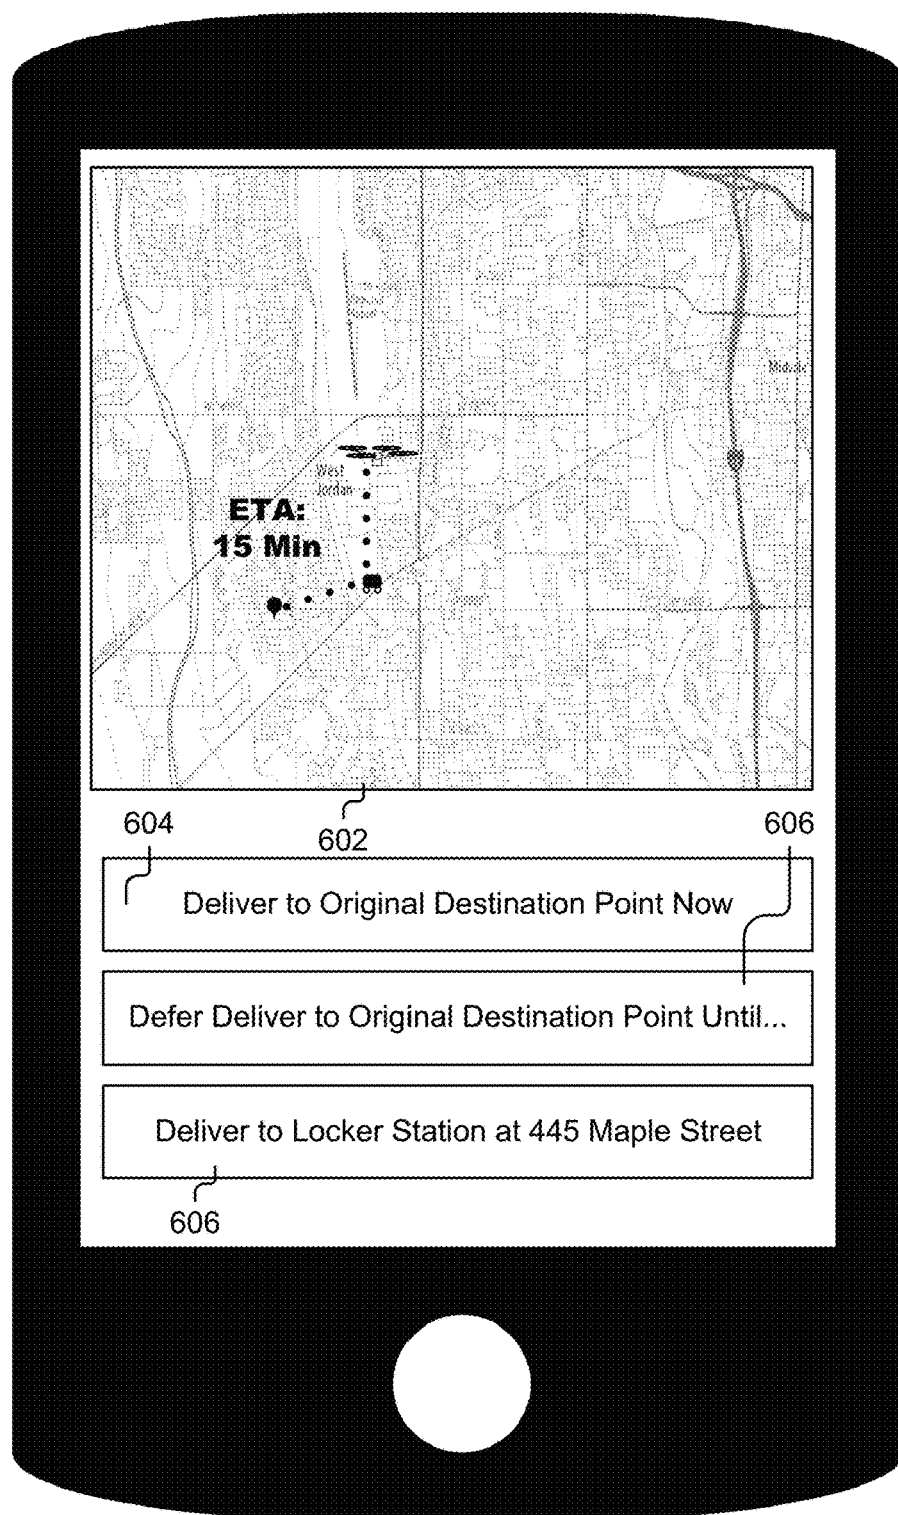 Midvale
West
Jordan
ETA:
15 Min
604
602
606
Deliver to Original Destination Point Now
Defer Deliver to Original Destination Point Until...
Deliver to Locker Station at 445 Maple Street
606